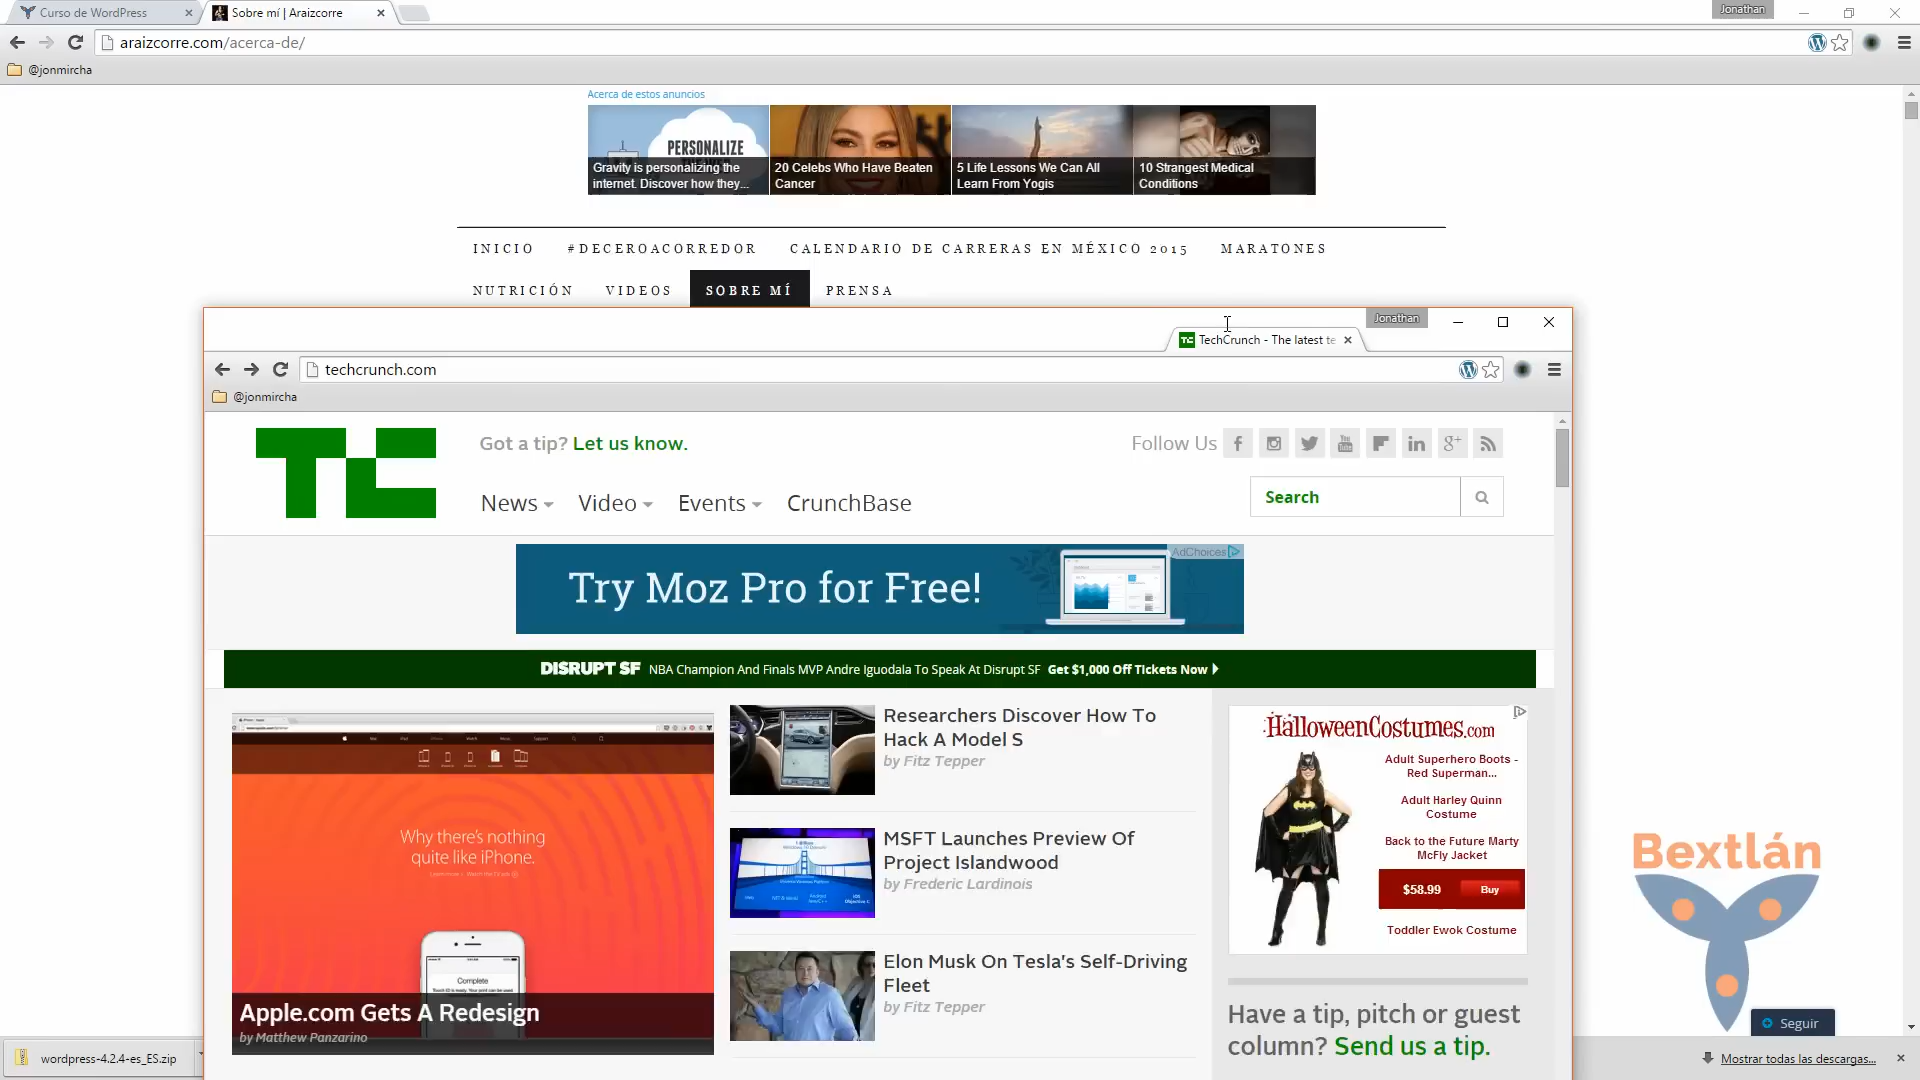 Curso de WordPress
Sobre mí | Araizcorre
Jonathan
araizcorre.com/acerca-de/
@jonmircha
Acerca de estos anuncios
PERSONALIZE
Gravity is personalizing the
internet. Discover how they...
20 Celebs Who Have Beaten
Cancer
5 Life Lessons We Can All
Learn From Yogis
10 Strangest Medical
Conditions
INICIO
#DECEROACORREDOR
CALENDARIO DE CARRERAS EN MÉXICO 2015
MARATONES
NUTRICIÓN
VIDEOS
SOBRE MÍ
PRENSA
Jonathan
TechCrunch - The latest te
techcrunch.com
@jonmircha
TC
Got a tip? Let us know.
Follow Us
News
Video
Events
CrunchBase
Search
AdChoices
Try Moz Pro for Free!
DISRUPT SF NBA Champion And Finals MVP Andre Iguodala To Speak At Disrupt SF Get $1,000 Off Tickets Now
Why there's nothing
quite like iPhone.
Complete
Apple.com Gets A Redesign
by Matthew Panzarino
Researchers Discover How To
Hack A Model S
by Fitz Tepper
MSFT Launches Preview Of
Project Islandwood
by Frederic Lardinois
Elon Musk On Tesla's Self-Driving
Fleet
by Fitz Tepper
HalloweenCostumes.com
Adult Superhero Boots -
Red Superman...
Adult Harley Quinn
Costume
Back to the Future Marty
McFly Jacket
$58.99
Buy
Toddler Ewok Costume
Have a tip, pitch or guest
column? Send us a tip.
Bextlán
Seguir
wordpress-4.2.4-es_ES.zip
Mostrar todas las descargas...